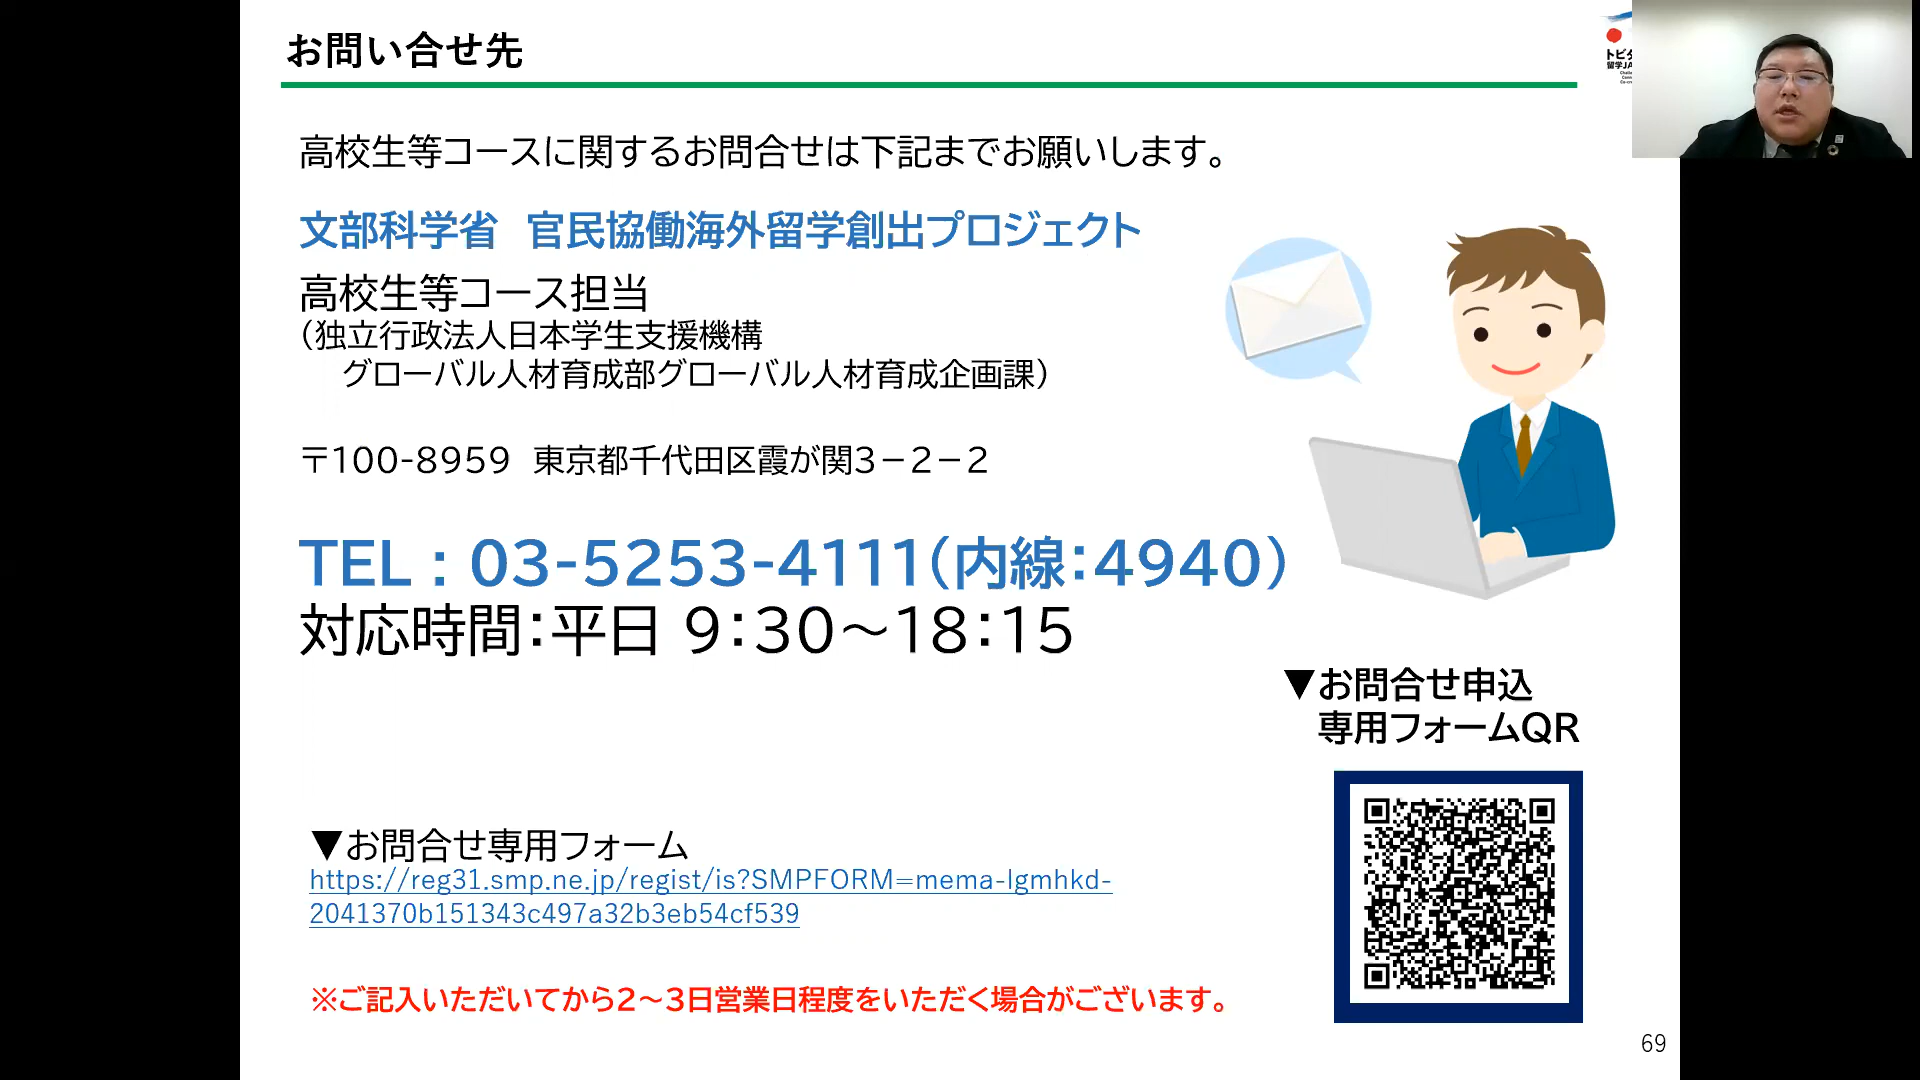 お問い合せ先
高校生等コースに関するお問合せは下記までお願いします。
文部科学省　官民協働海外留学創出プロジェクト
高校生等コース担当
（独立行政法人日本学生支援機構
グローバル人材育成部グローバル人材育成企画課）
〒100-8959 東京都千代田区霞が関３－２－２
TEL：03-5253-4111（内線：4940）
対応時間：平日 9：30～18：15
▼お問合せ申込
専用フォームQR
▼お問合せ専用フォーム
https://reg31.smp.ne.jp/regist/is?SMPFORM=mema-lgmhkd-
2041370b151343c497a32b3eb54cf539
※ご記入いただいてから2～3日営業日程度をいただく場合がございます。
69